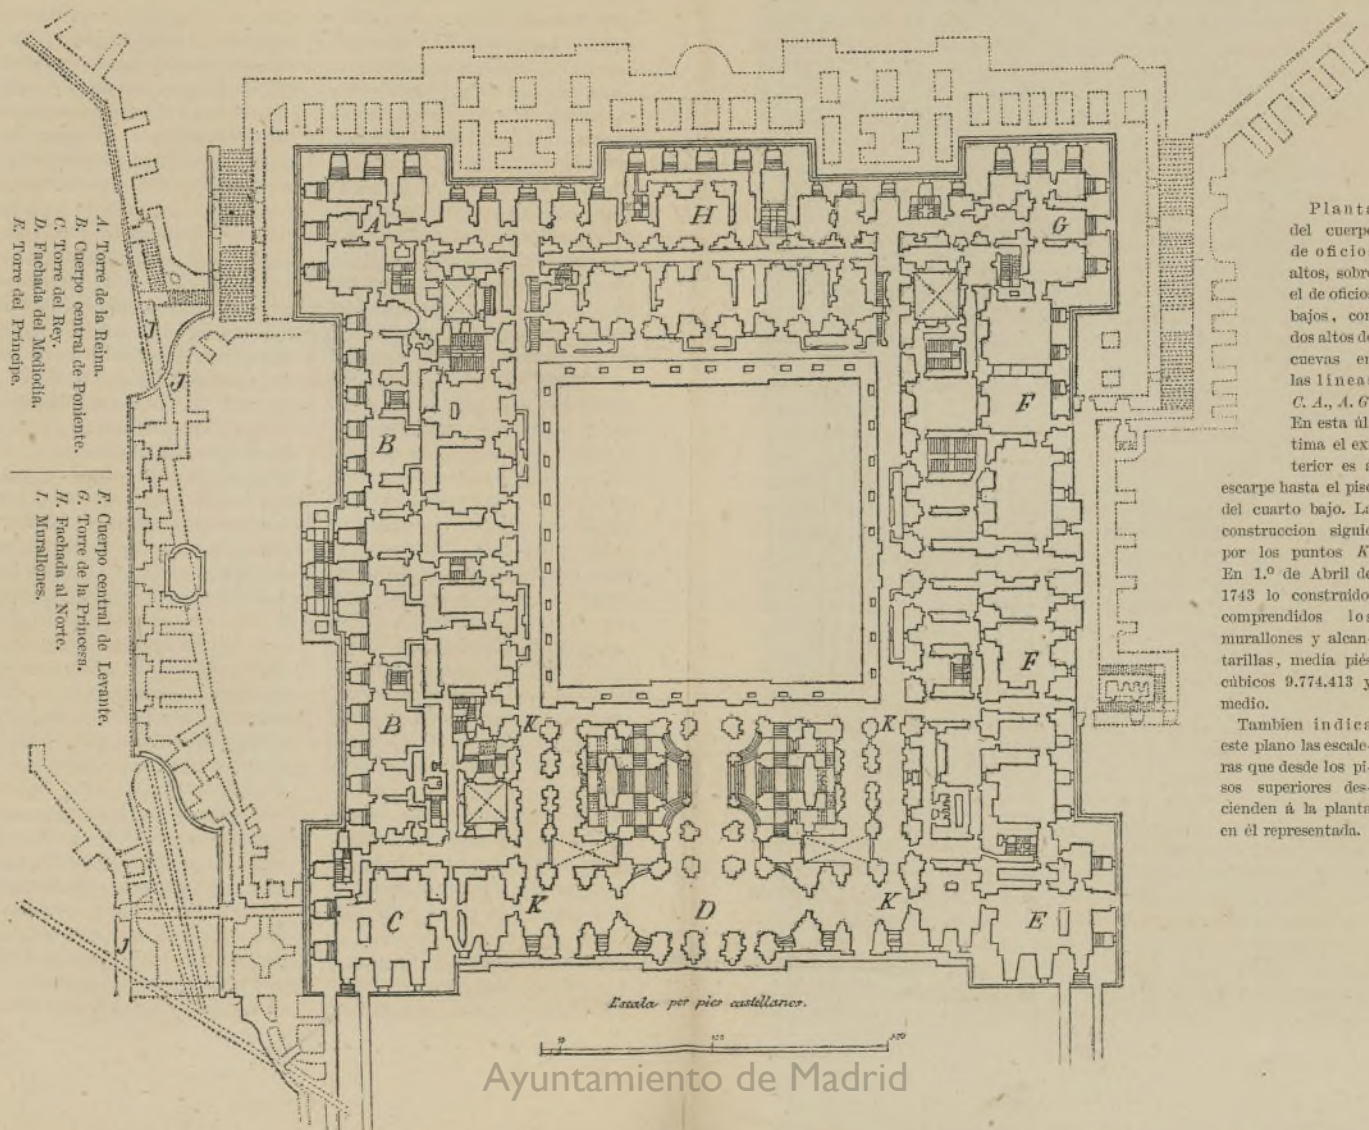 A. Torre de la Reina.
B. Cuerpo central de Poniente.
C. Torre del Rey.
D. Fachada del Mediodía.
E. Torre del Príncipe.
F. Cuerpo central de Levante.
G. Torre de la Princesa.
H. Fachada al Norte.
I. Murallones.
A
H
G
J
J
B
F
F
B
K
K
K
K
C
D
E
J
Planta
del cuerpo
de oficio
altos, sobre
el de oficio
bajos, con
dos altos de
cuevas en
las lineas
C. A., A. G
En esta úl
tima el ex
terior es á
escarpe hasta el piso
del cuarto bajo. La
construccion siguió
por los puntos K
En 1.º de Abril de
1743 lo construido
comprendidos los
murallones y alcan-
tarillas, media piés
cúbicos 9.774.413 y
medio.
Tambien indica
este plano las escale-
ras que desde los pi-
sos superiores des-
cienden á la planta
en él representada.
Escala por pies castellanos.
Ayuntamiento de Madrid